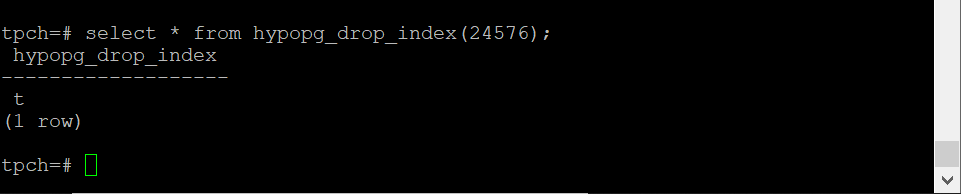 tpch=# select * from hypopg_drop_index(24576);
 hypopg_drop_index
-------------------
 t
(1 row)
tpch=#